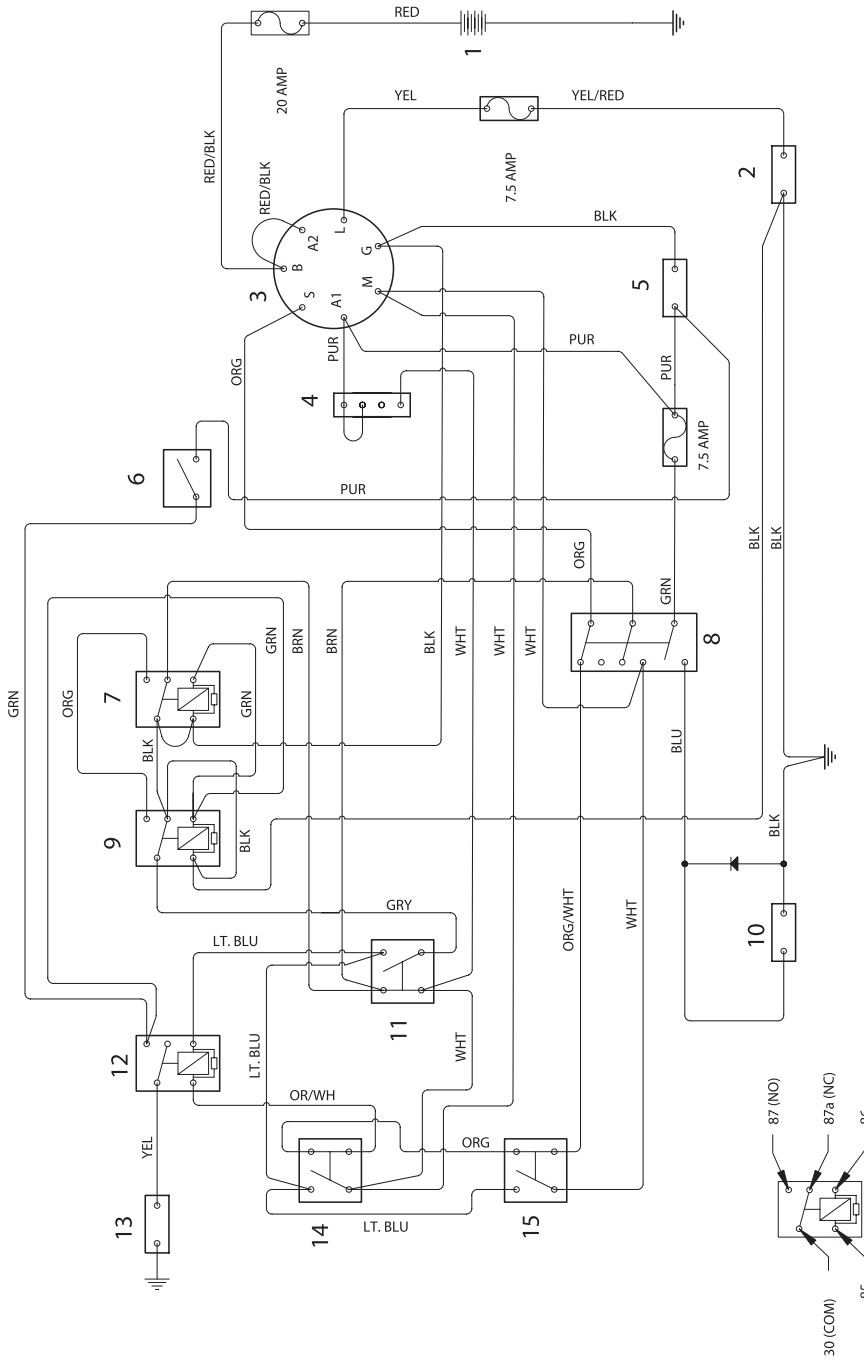 RED
20 AMP
1
RED/BLK
RED/BLK
YEL
7.5 AMP
YEL/RED
2
3
B
A2
L
G
M
A1
S
BLK
5
PUR
PUR
PUR
7.5 AMP
4
ORG
6
PUR
BLK
BLK
GRN
ORG
7
BLK
GRN
GRN
BRN
BRN
BLK
WHT
WHT
WHT
ORG
GRN
8
BLU
9
BLK
GRY
LT. BLU
ORG/WHT
WHT
BLK
10
11
12
LT. BLU
WHT
OR/WH
YEL
13
14
LT. BLU
ORG
15
87 (NO)
87a (NC)
86
30 (COM)
85